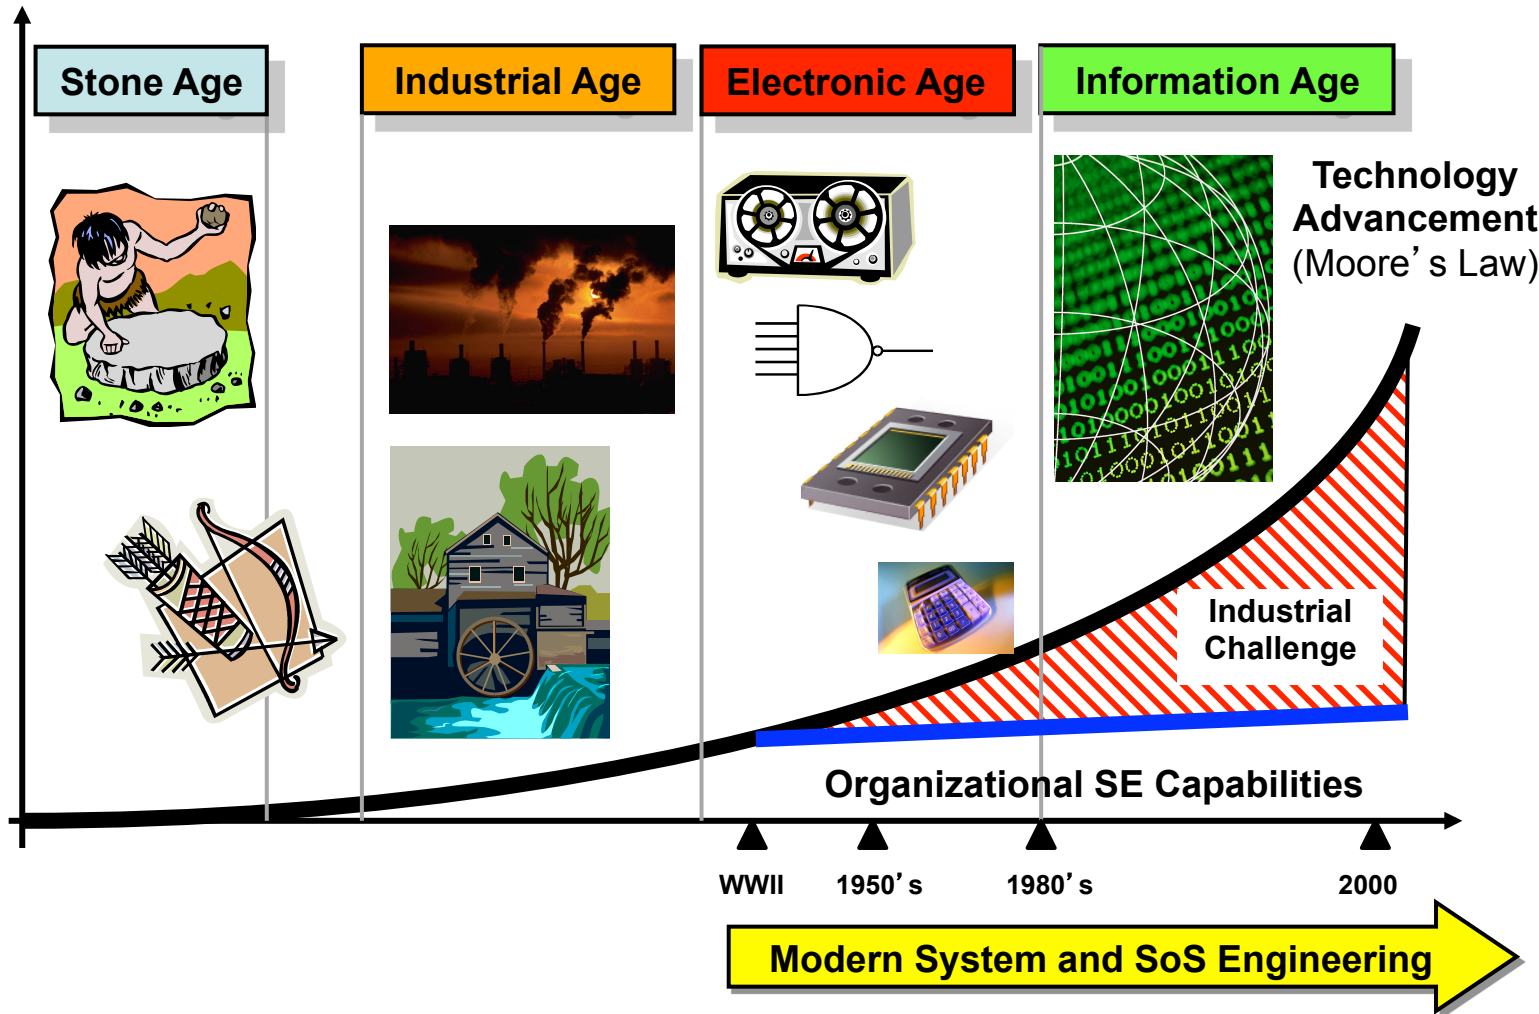 Stone Age
Industrial Age
Electronic Age
Information Age
Technology
Advancement
(Moore’s Law)
Industrial
Challenge
Organizational SE Capabilities
WWII
1950’s
1980’s
2000
Modern System and SoS Engineering